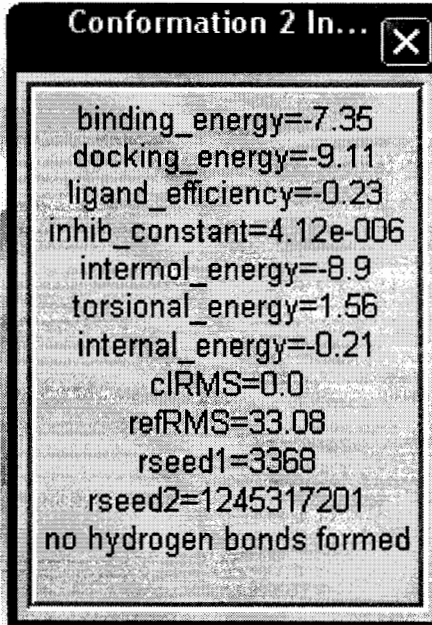 Conformation 2 In...
binding_energy=-7.35
docking_energy=-9.11
ligand_efficiency=-0.23
inhib_constant=4.12e-006
intermol_energy=-8.9
torsional_energy=1.56
internal_energy=-0.21
clRMS=0.0
refRMS=33.08
rseed1=3368
rseed2=1245317201
no hydrogen bonds formed